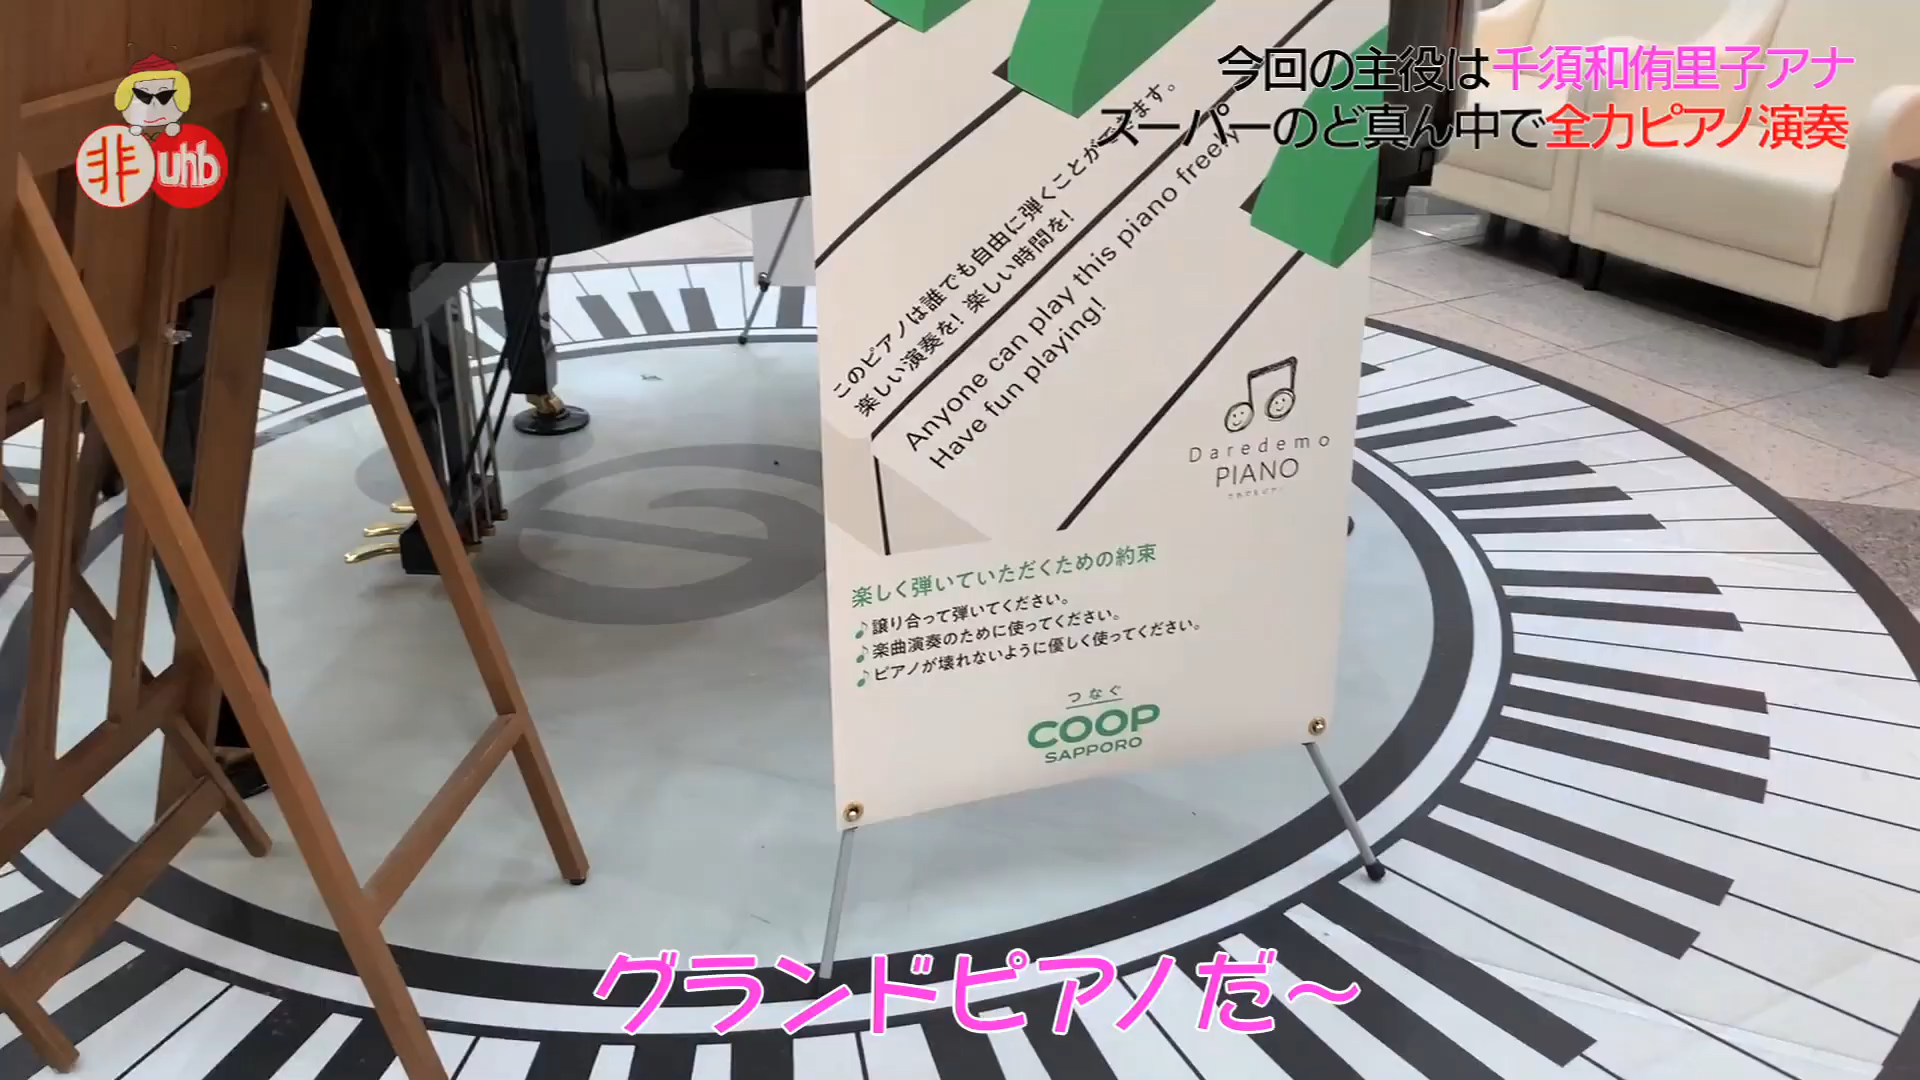 今回の主役は千須和侑里子アナ
スーパーのど真ん中で全力ピアノ演奏
非uhb
このピアノは誰でも自由に弾くことができます。
楽しい演奏を! 楽しい時間を!
Anyone can play this piano freely.
Have fun playing!
Daredemo
PIANO
楽しく弾いていただくための約束
♪譲り合って弾いてください。
♪楽曲演奏のために使ってください。
♪ピアノが壊れないように優しく使ってください。
つなぐ
COOP
SAPPORO
グランドピアノだ〜